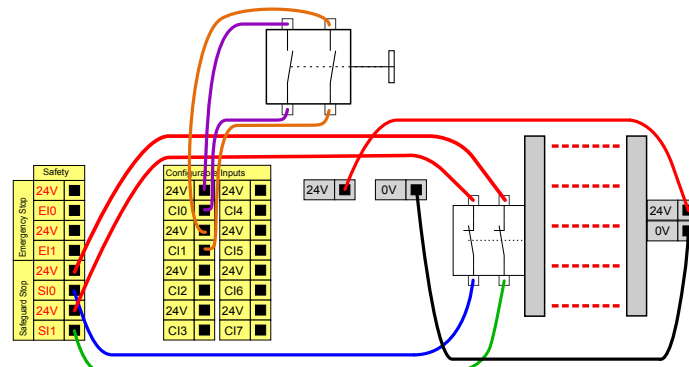 Safety
Emergency Stop
24V
EI0
24V
EI1
Safeguard Stop
24V
SI0
24V
SI1
Configurable Inputs
24V 24V
CI0 CI4
24V 24V
CI1 CI5
24V 24V
CI2 CI6
24V 24V
CI3 CI7
24V 0V
24V
0V